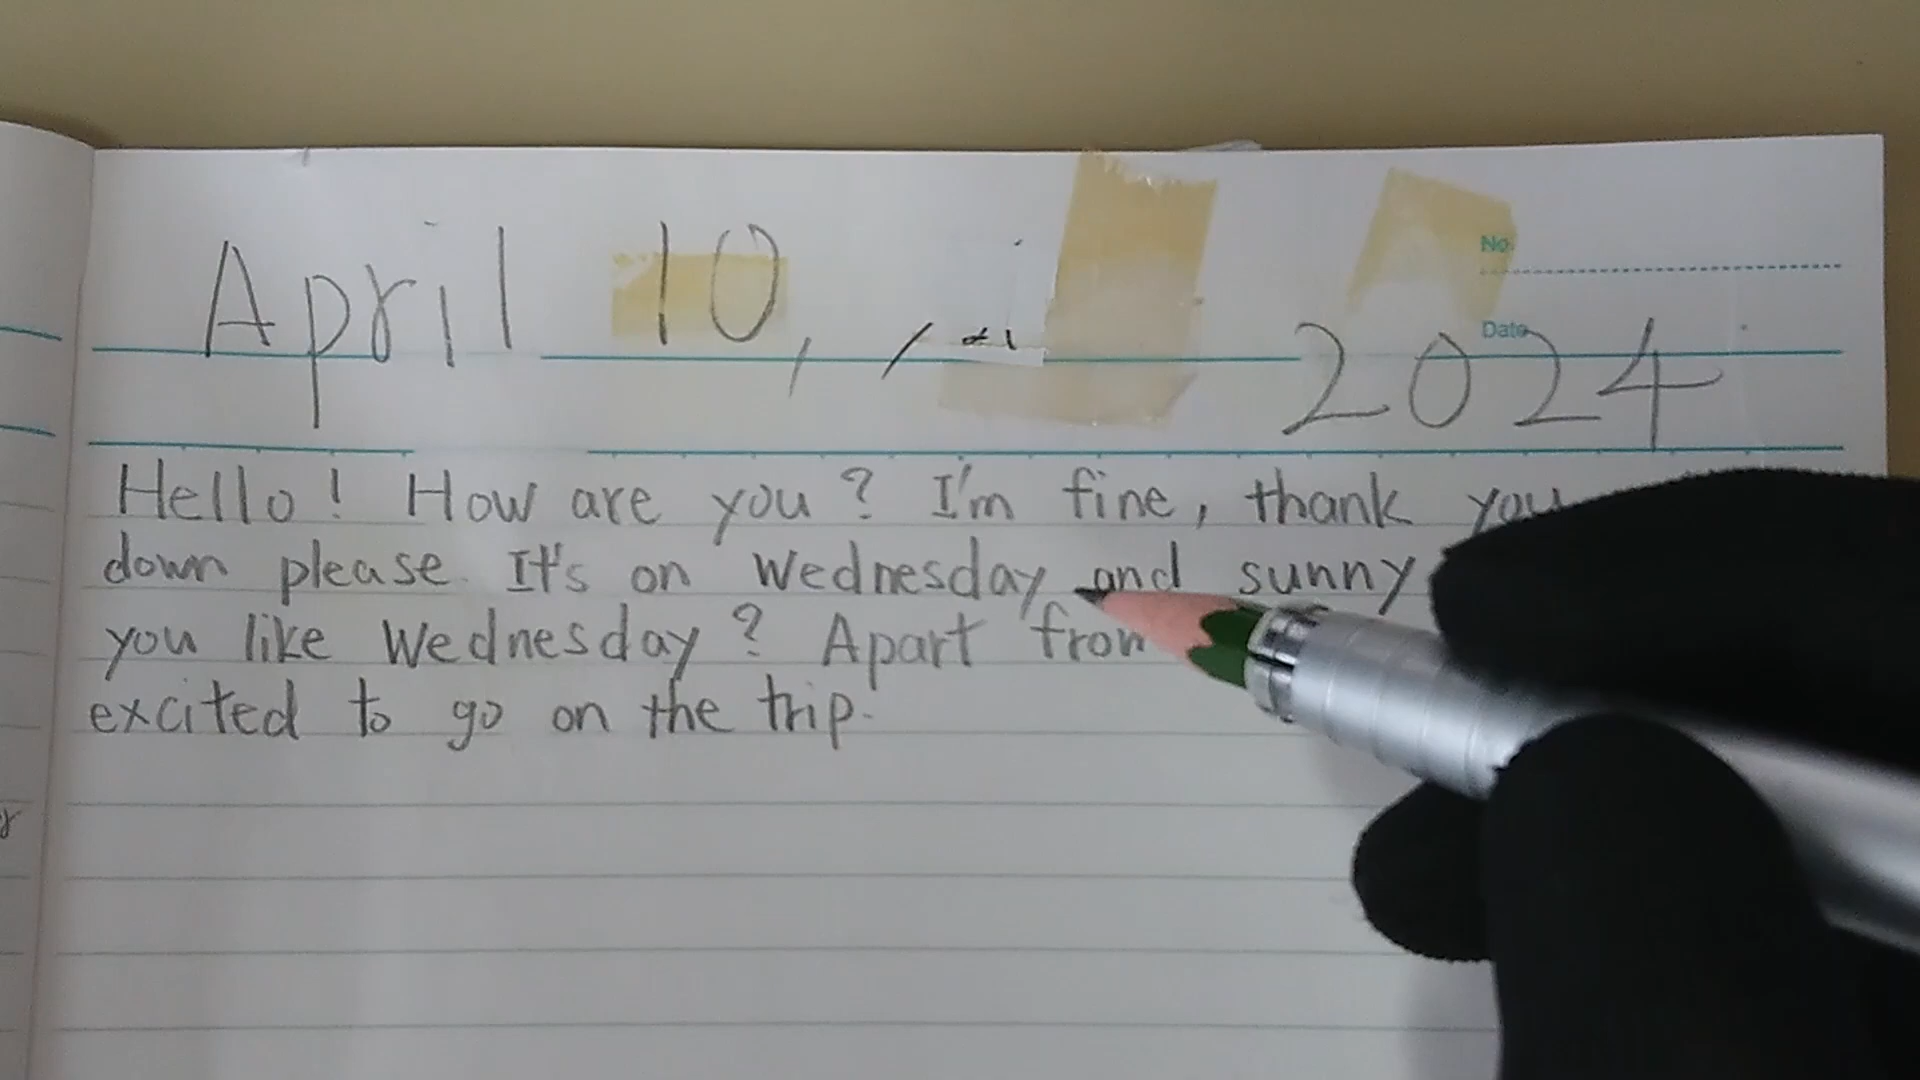 No.
April 10, 2024
Date
Hello! How are you? I'm fine, thank you
down please. It's on Wednesday and sunny
you like Wednesday? Apart from
excited to go on the trip.